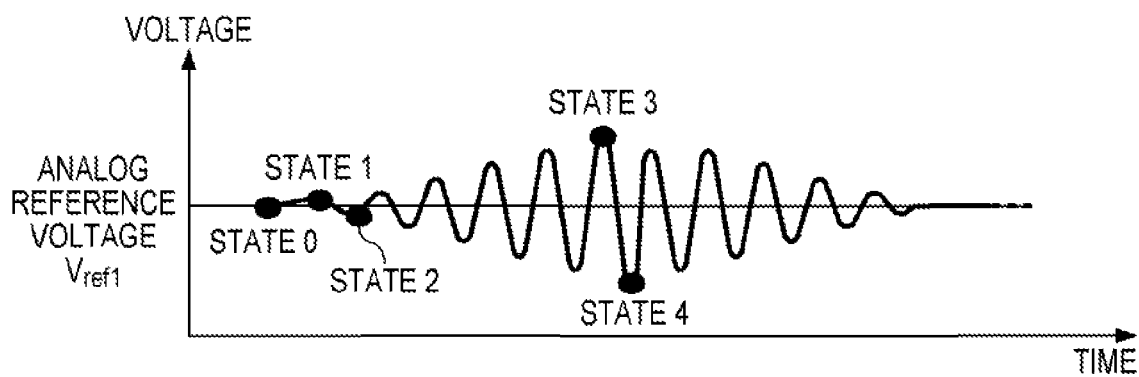 VOLTAGE
STATE 3
ANALOG
REFERENCE
VOLTAGE
Vref1
STATE 1
STATE 0
STATE 2
STATE 4
TIME